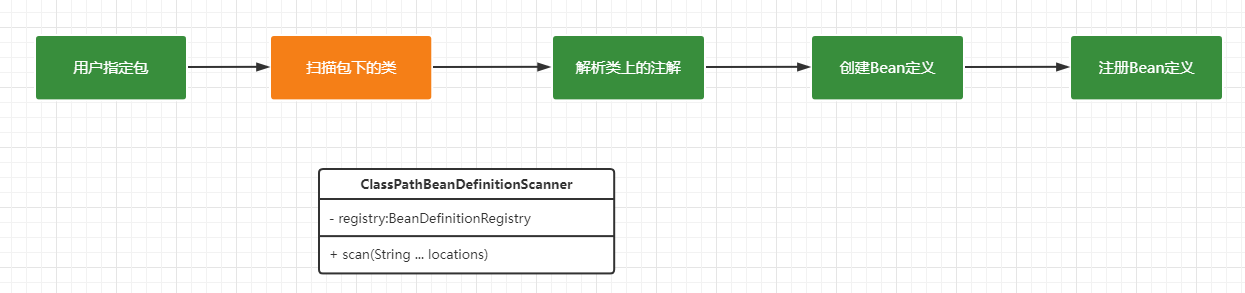 用户指定包
扫描包下的类
解析类上的注解
创建Bean定义
注册Bean定义
ClassPathBeanDefinitionScanner
- registry:BeanDefinitionRegistry
+ scan(String ... locations)